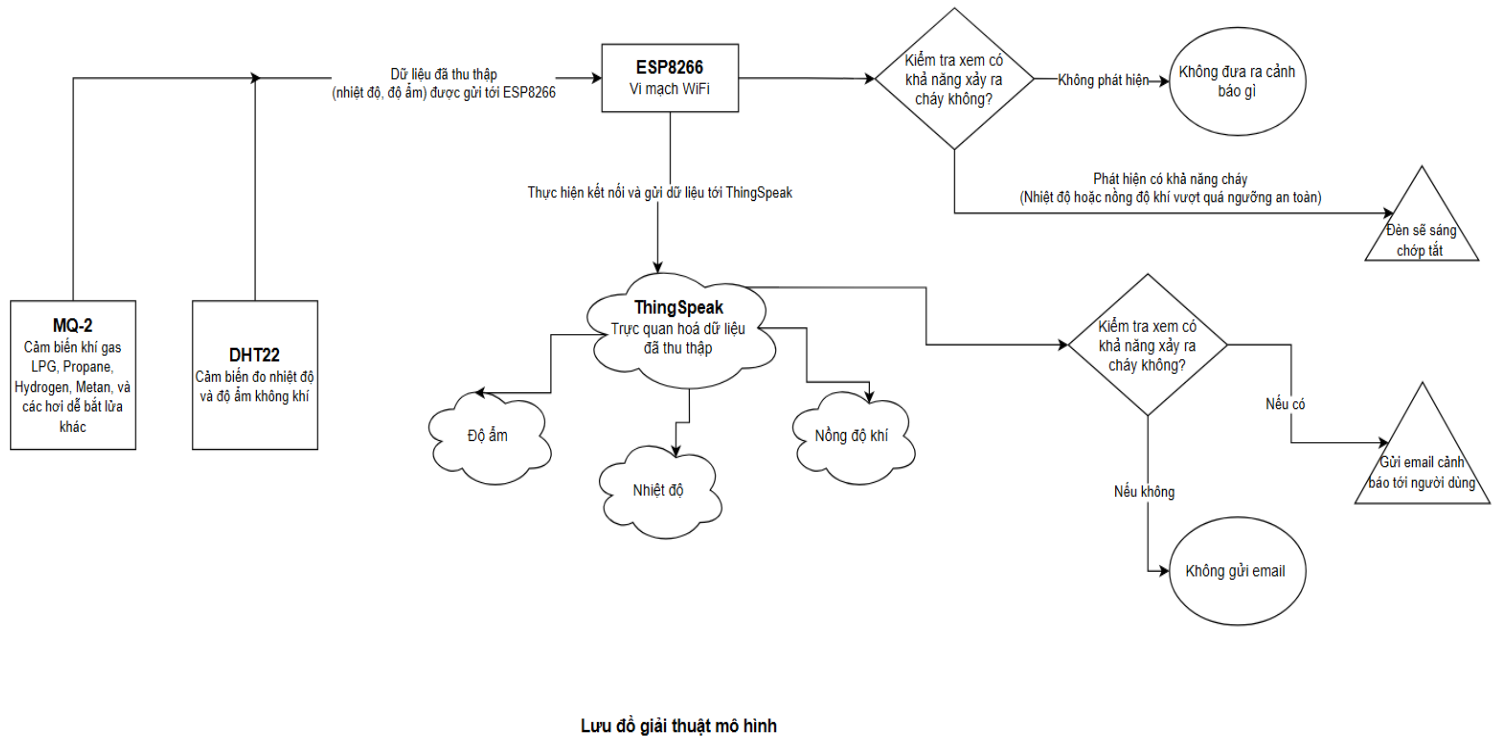 Dữ liệu đã thu thập
(nhiệt độ, độ ẩm) được gửi tới ESP8266
ESP8266
Vi mạch WiFi
Kiểm tra xem có
khả năng xảy ra
cháy không?
Không phát hiện
Không đưa ra cảnh
báo gì
Thực hiện kết nối và gửi dữ liệu tới ThingSpeak
Phát hiện có khả năng cháy
(Nhiệt độ hoặc nồng độ khí vượt quá ngưỡng an toàn)
Đèn sẽ sáng
chớp tắt
MQ-2
Cảm biến khí gas
LPG, Propane,
Hydrogen, Metan, và
các hơi dễ bắt lửa
khác
DHT22
Cảm biến đo nhiệt độ
và độ ẩm không khí
ThingSpeak
Trực quan hoá dữ liệu
đã thu thập
Độ ẩm
Nhiệt độ
Nồng độ khí
Kiểm tra xem có
khả năng xảy ra
cháy không?
Nếu có
Gửi email cảnh
báo tới người dùng
Nếu không
Không gửi email
Lưu đồ giải thuật mô hình